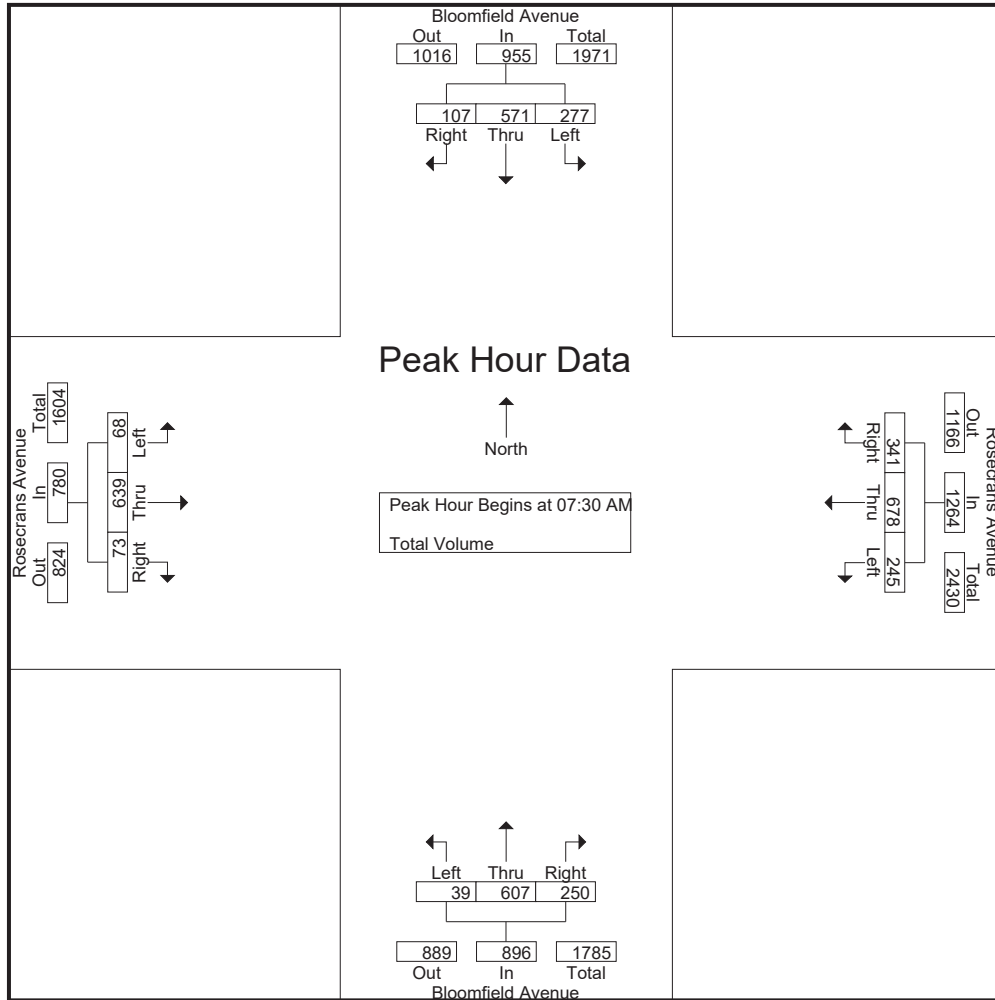 Bloomfield Avenue
Out In Total
1016 955 1971
107 571 277
Right Thru Left
Peak Hour Data
North
Peak Hour Begins at 07:30 AM
Total Volume
Rosecrans Avenue
Total In Out
1604 780 824
68 639 73
Left Thru Right
Right Thru Left
341 678 245
1166 1264 2430
Out In Total
Rosecrans Avenue
Left Thru Right
39 607 250
889 896 1785
Out In Total
Bloomfield Avenue